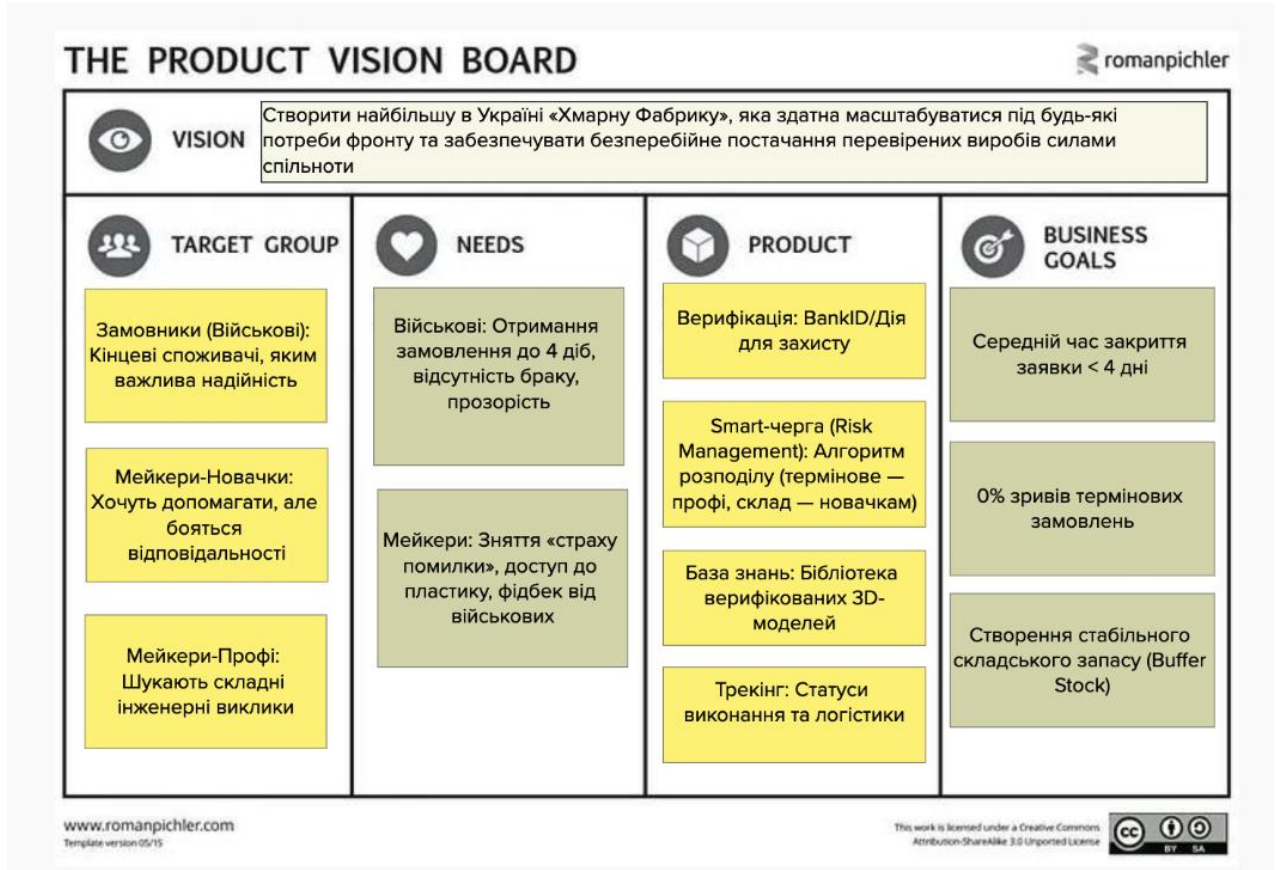 THE PRODUCT VISION BOARD
romanpichler
VISION
Створити найбільшу в Україні «Хмарну Фабрику», яка здатна масштабуватися під будь-які
потреби фронту та забезпечувати безперебійне постачання перевірених виробів силами
спільноти
TARGET GROUP
Замовники (Військові):
Кінцеві споживачі, яким
важлива надійність
Мейкери-Новачки:
Хочуть допомагати, але
бояться
відповідальності
Мейкери-Профі:
Шукають складні
інженерні виклики
NEEDS
Військові: Отримання
замовлення до 4 діб,
відсутність браку,
прозорість
Мейкери: Зняття «страху
помилки», доступ до
пластику, фідбек від
військових
PRODUCT
Верифікація: BankID/Дія
для захисту
Smart-черга (Risk
Management): Алгоритм
розподілу (термінове —
профі, склад — новачкам)
База знань: Бібліотека
верифікованих 3D-
моделей
Трекінг: Статуси
виконання та логістики
BUSINESS
GOALS
Середній час закриття
заявки < 4 дні
0% зривів термінових
замовлень
Створення стабільного
складського запасу (Buffer
Stock)
www.romanpichler.com
Template version 05/15
This work is licensed under a Creative Commons
Attribution-ShareAlike 3.0 Unported License
cc
BY SA